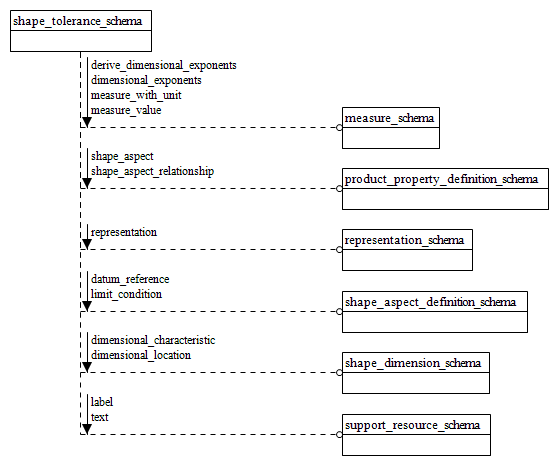 shape_tolerance_schema
derive_dimensional_exponents
dimensional_exponents
measure_with_unit
measure_value
measure_schema
shape_aspect
shape_aspect_relationship
product_property_definition_schema
representation
representation_schema
datum_reference
limit_condition
shape_aspect_definition_schema
dimensional_characteristic
dimensional_location
shape_dimension_schema
label
text
support_resource_schema